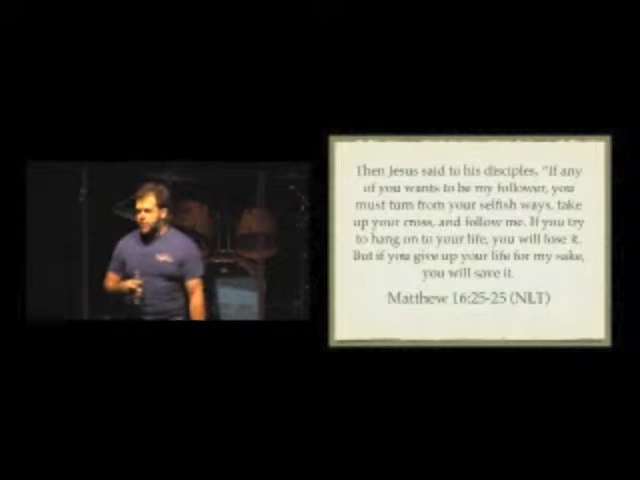 Then Jesus said to his disciples, "If any
of you wants to be my follower, you
must turn from your selfish ways, take
up your cross, and follow me. If you try
to hang on to your life, you will lose it.
But if you give up your life for my sake,
you will save it.
Matthew 16:25-25 (NLT)